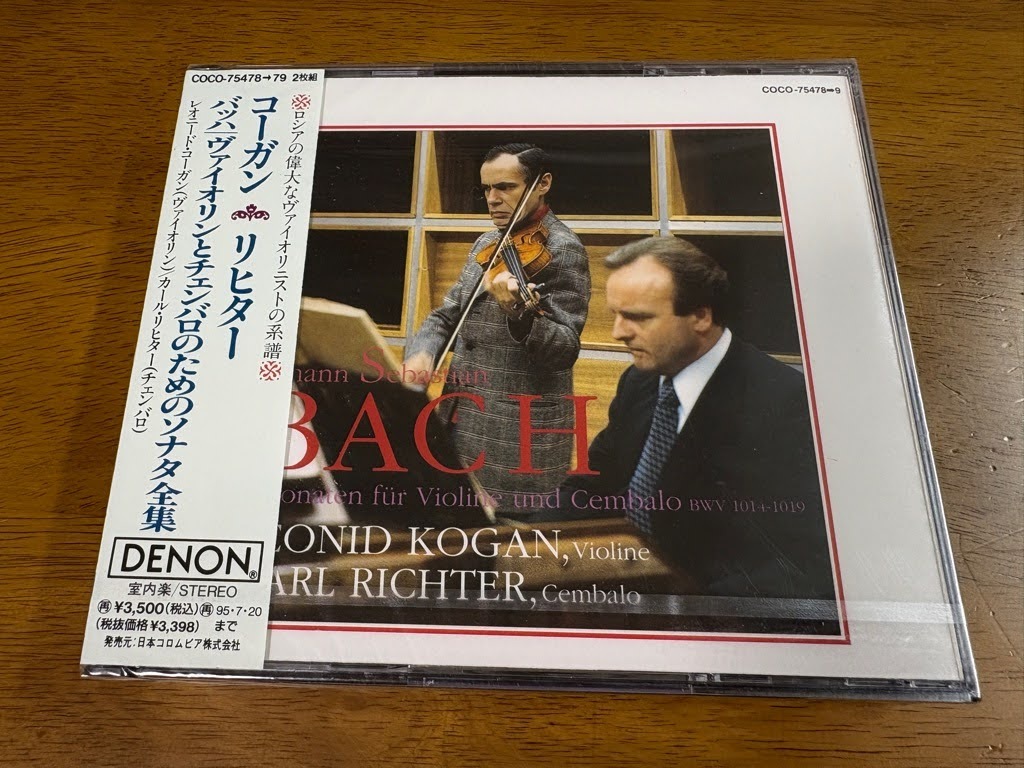 COCO-75478→79 2枚組
ロシアの偉大なヴァイオリニストの系譜
コーガン リヒター
バッハ/ヴァイオリンとチェンバロのためのソナタ全集
レオニード・コーガン(ヴァイオリン)/カール・リヒター(チェンバロ)
DENON®
室内楽/STEREO
再 ¥3,500(税込) 再 95・7・20
(税抜価格¥3,398) まで
発売元:日本コロムビア株式会社
COCO-75478➡9
hann Sebastian
BACH
onaten für Violine und Cembalo BWV 1014-1019
EONID KOGAN, Violine
ARL RICHTER, Cembalo